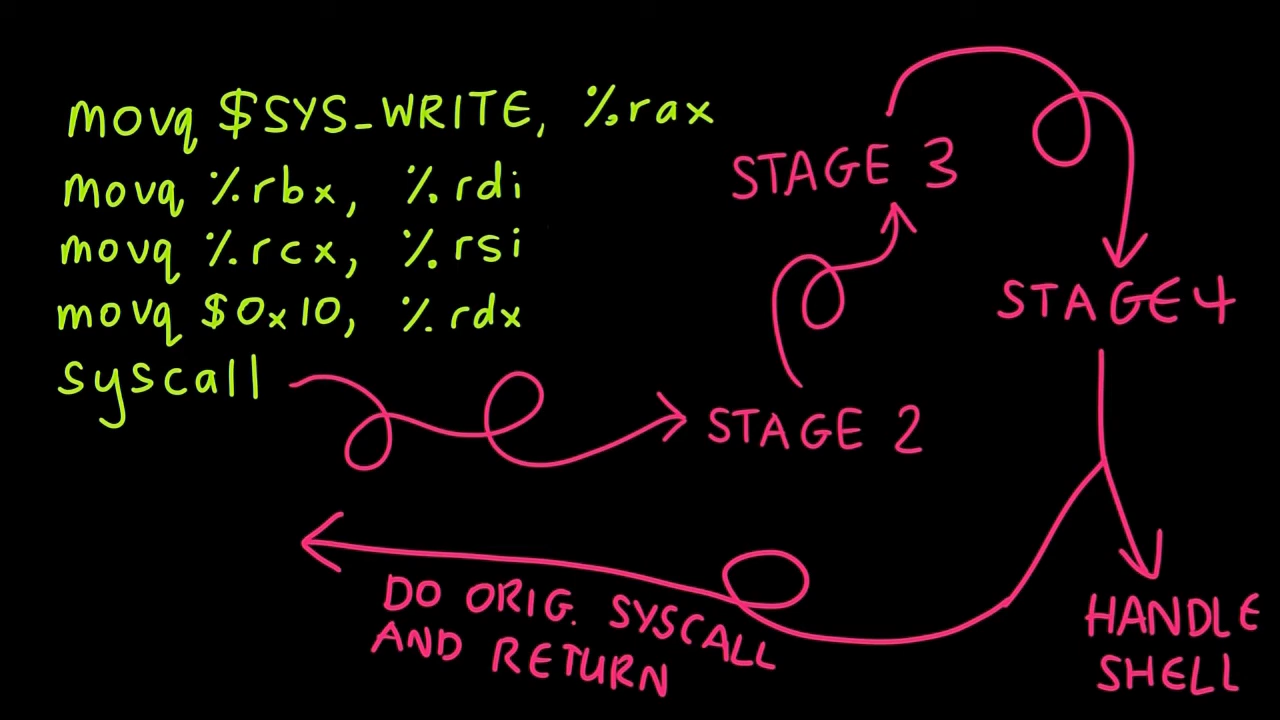 movq $SYS_WRITE, %rax
movq %rbx, %rdi
movq %rcx, %rsi
movq $0x10, %rdx
syscall
STAGE 2
STAGE 3
STAGE 4
HANDLE
SHELL
DO ORIG. SYSCALL
AND RETURN